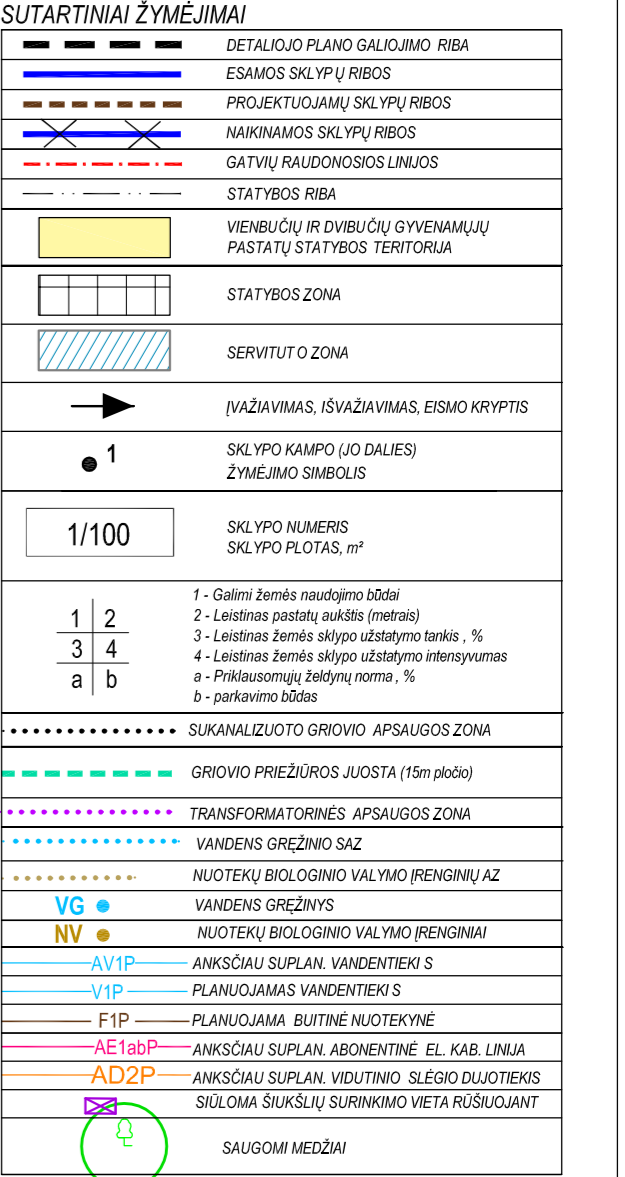 SUTARTINIAI ŽYMĖJIMAI
DETALIOJO PLANO GALIOJIMO RIBA
ESAMOS SKLYPŲ RIBOS
PROJEKTUOJAMŲ SKLYPŲ RIBOS
NAIKINAMOS SKLYPŲ RIBOS
GATVIŲ RAUDONOSIOS LINIJOS
STATYBOS RIBA
VIENBUČIŲ IR DVIBUČIŲ GYVENAMŲJŲ
PASTATŲ STATYBOS TERITORIJA
STATYBOS ZONA
SERVITUTO ZONA
ĮVAŽIAVIMAS, IŠVAŽIAVIMAS, EISMO KRYPTIS
1
SKLYPO KAMPO (JO DALIES)
ŽYMĖJIMO SIMBOLIS
1/100
SKLYPO NUMERIS
SKLYPO PLOTAS, m²
1 2
3 4
a b
1 - Galimi žemės naudojimo būdai
2 - Leistinas pastatų aukštis (metrais)
3 - Leistinas žemės sklypo užstatymo tankis , %
4 - Leistinas žemės sklypo užstatymo intensyvumas
a - Priklausomųjų želdynų norma , %
b - parkavimo būdas
SUKANALIZUOTO GRIOVIO APSAUGOS ZONA
GRIOVIO PRIEŽIŪROS JUOSTA (15m pločio)
TRANSFORMATORINĖS APSAUGOS ZONA
VANDENS GRĘŽINIO SAZ
NUOTEKŲ BIOLOGINIO VALYMO ĮRENGINIŲ AZ
VG VANDENS GRĘŽINYS
NV NUOTEKŲ BIOLOGINIO VALYMO ĮRENGINIAI
AV1P ANKSČIAU SUPLAN. VANDENTIEKIS
V1P PLANUOJAMAS VANDENTIEKIS
F1P PLANUOJAMA BUITINĖ NUOTEKYNĖ
AE1abP ANKSČIAU SUPLAN. ABONENTINĖ EL. KAB. LINIJA
AD2P ANKSČIAU SUPLAN. VIDUTINIO SLĖGIO DUJOTIEKIS
SIŪLOMA ŠIUKŠLIŲ SURINKIMO VIETA RŪŠIUOJANT
SAUGOMI MEDŽIAI